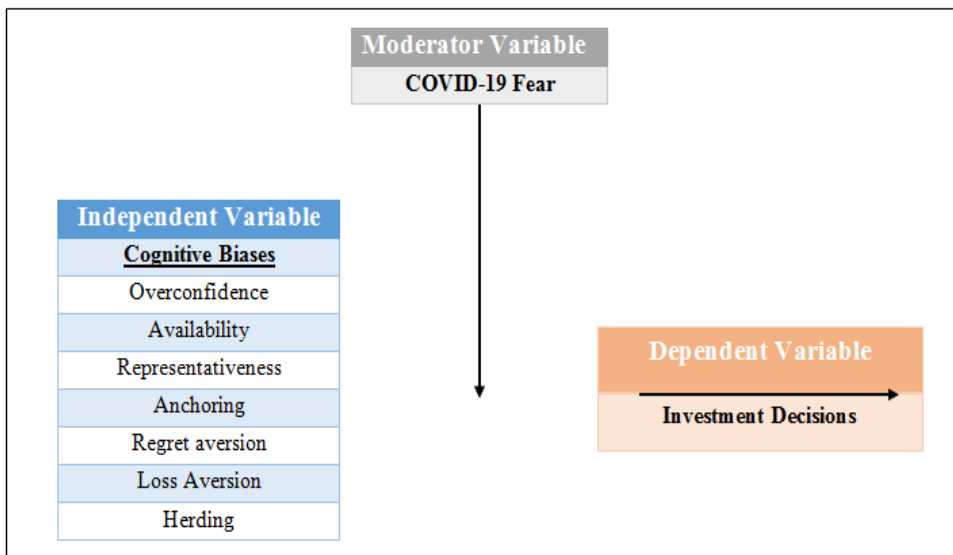 Moderator Variable
COVID-19 Fear
Independent Variable
Cognitive Biases
Overconfidence
Availability
Representativeness
Anchoring
Regret aversion
Loss Aversion
Herding
Dependent Variable
Investment Decisions